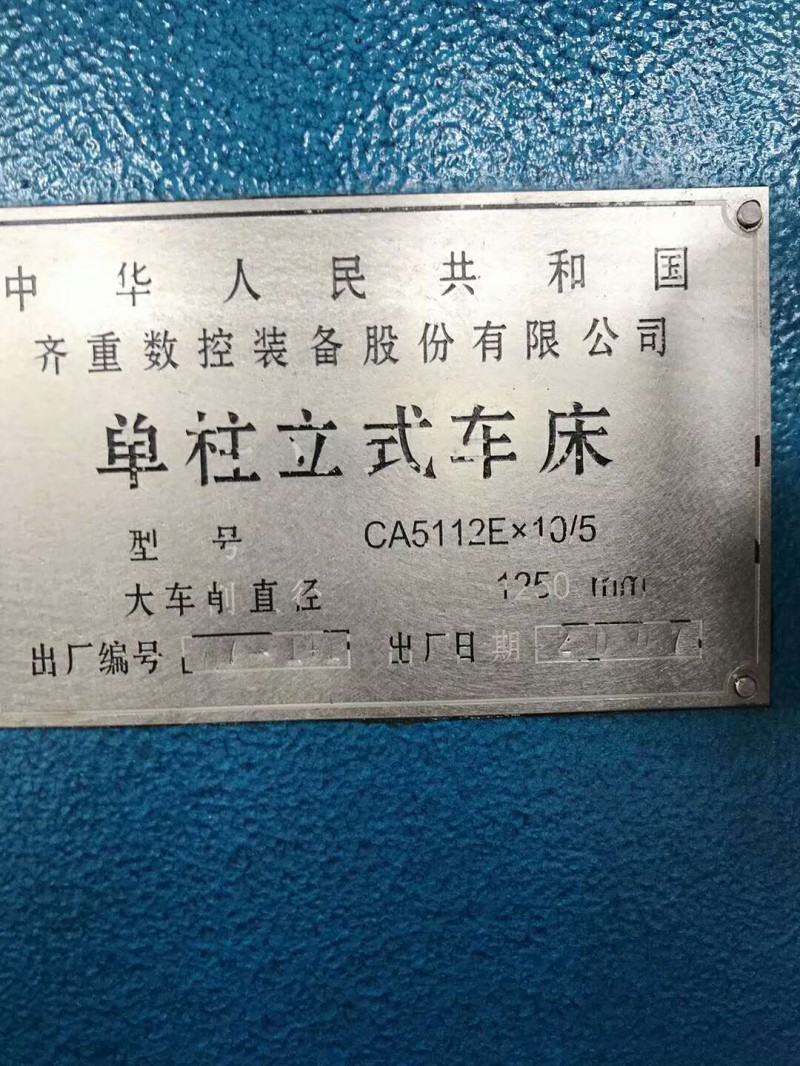 中华人民共和国
齐重数控装备股份有限公司
单柱立式车床
型号 CA5112E×10/5
大车削直径 1250 mm
出厂编号 出厂日期 2007